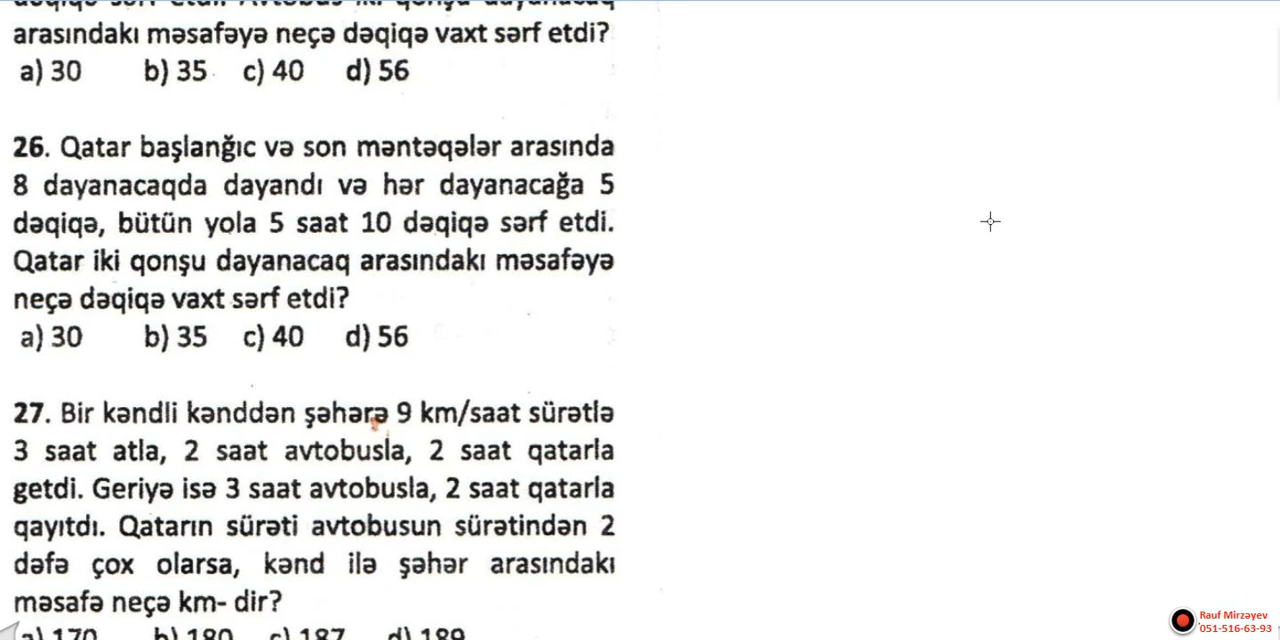 arasındakı məsafəyə neçə dəqiqə vaxt sərf etdi?
a) 30 b) 35 c) 40 d) 56
26. Qatar başlanğıc və son məntəqələr arasında
8 dayanacaqda dayandı və hər dayanacağa 5
dəqiqə, bütün yola 5 saat 10 dəqiqə sərf etdi.
Qatar iki qonşu dayanacaq arasındakı məsafəyə
neçə dəqiqə vaxt sərf etdi?
a) 30 b) 35 c) 40 d) 56
27. Bir kəndli kənddən şəhərə 9 km/saat sürətlə
3 saat atla, 2 saat avtobusla, 2 saat qatarla
getdi. Geriyə isə 3 saat avtobusla, 2 saat qatarla
qayıtdı. Qatarın sürəti avtobusun sürətindən 2
dəfə çox olarsa, kənd ilə şəhər arasındakı
məsafə neçə km- dir?
a) 170 b) 180 c) 187 d) 189
Rauf Mirzəyev
051-516-63-93